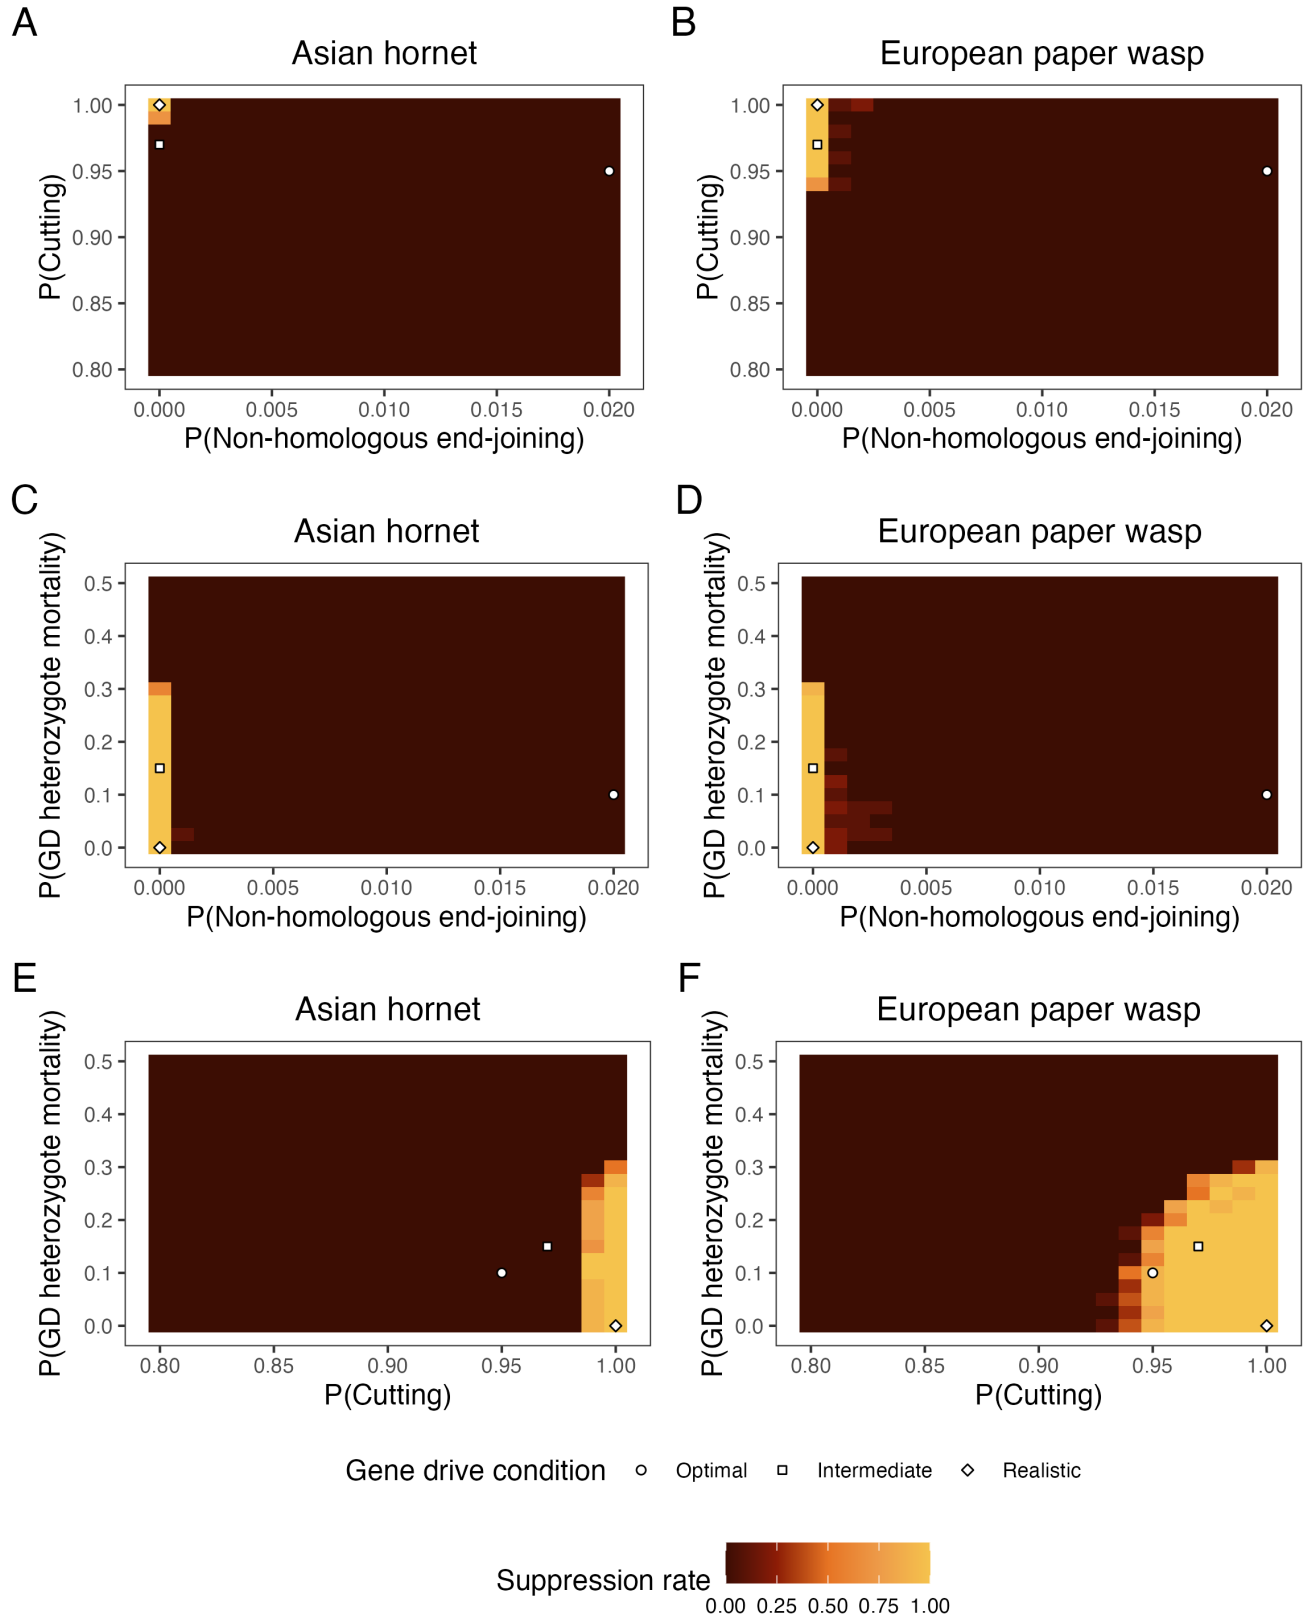 A
Asian hornet
P(Cutting)
1.00
0.95
0.90
0.85
0.80
0.000 0.005 0.010 0.015 0.020
P(Non-homologous end-joining)
B
European paper wasp
P(Cutting)
1.00
0.95
0.90
0.85
0.80
0.000 0.005 0.010 0.015 0.020
P(Non-homologous end-joining)
C
Asian hornet
P(GD heterozygote mortality)
0.5
0.4
0.3
0.2
0.1
0.0
0.000 0.005 0.010 0.015 0.020
P(Non-homologous end-joining)
D
European paper wasp
P(GD heterozygote mortality)
0.5
0.4
0.3
0.2
0.1
0.0
0.000 0.005 0.010 0.015 0.020
P(Non-homologous end-joining)
E
Asian hornet
P(GD heterozygote mortality)
0.5
0.4
0.3
0.2
0.1
0.0
0.80 0.85 0.90 0.95 1.00
P(Cutting)
F
European paper wasp
P(GD heterozygote mortality)
0.5
0.4
0.3
0.2
0.1
0.0
0.80 0.85 0.90 0.95 1.00
P(Cutting)
Gene drive condition Optimal Intermediate Realistic
Suppression rate
0.00 0.25 0.50 0.75 1.00